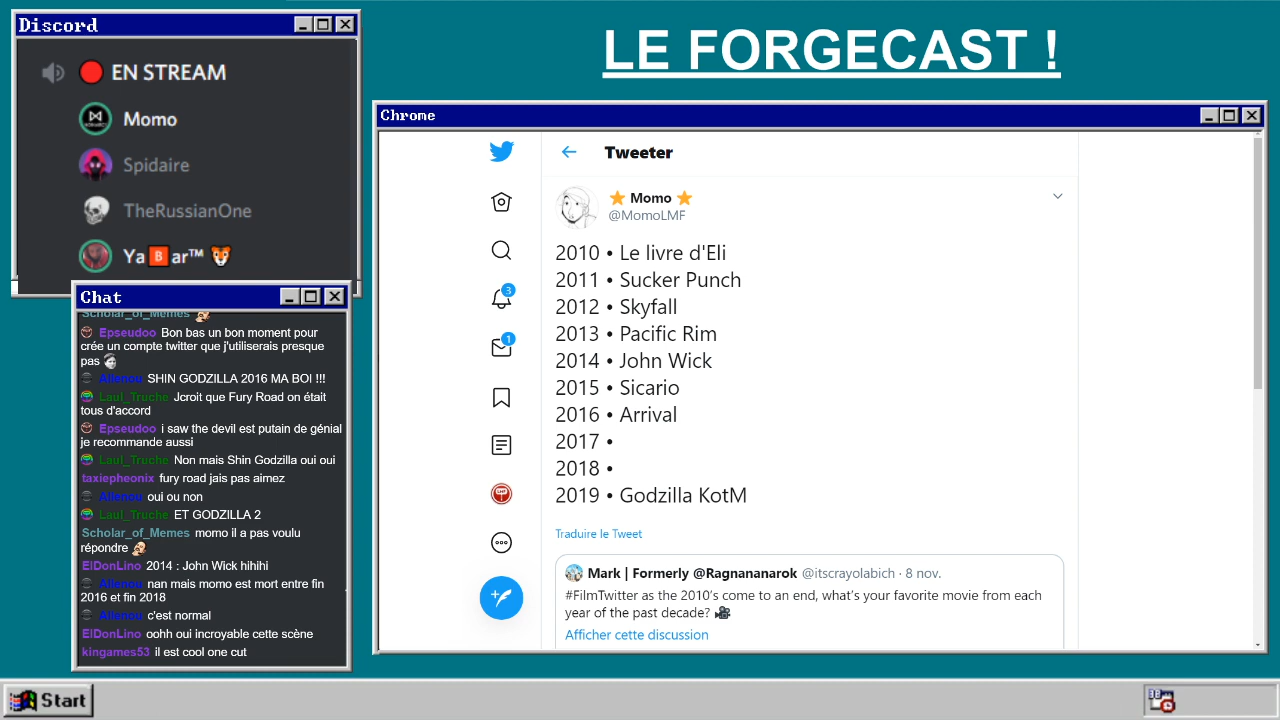 Discord
EN STREAM
Momo
Spidaire
TheRussianOne
Ya🅱ar™ 🐯
LE FORGECAST !
Chat
Scholar_of_Memes
Epseudoo Bon bas un bon moment pour
crée un compte twitter que j'utiliserais presque
pas
Allenou SHIN GODZILLA 2016 MA BOI !!!
Laul_Truche Jcroit que Fury Road on était
tous d'accord
Epseudoo i saw the devil est putain de génial
je recommande aussi
Laul_Truche Non mais Shin Godzilla oui oui
taxiepheonix fury road jais pas aimez
Allenou oui ou non
Laul_Truche ET GODZILLA 2
Scholar_of_Memes momo il a pas voulu
répondre
ElDonLino 2014 : John Wick hihihi
Allenou nan mais momo est mort entre fin
2016 et fin 2018
Allenou c'est normal
ElDonLino oohh oui incroyable cette scène
kingames53 il est cool one cut
Chrome
Tweeter
⭐ Momo ⭐
@MomoLMF
2010 • Le livre d'Eli
2011 • Sucker Punch
2012 • Skyfall
2013 • Pacific Rim
2014 • John Wick
2015 • Sicario
2016 • Arrival
2017 •
2018 •
2019 • Godzilla KotM
Traduire le Tweet
Mark | Formerly @Ragnananarok @itscrayolabich · 8 nov.
#FilmTwitter as the 2010's come to an end, what's your favorite movie from each
year of the past decade? 🎥
Afficher cette discussion
3
1
Start